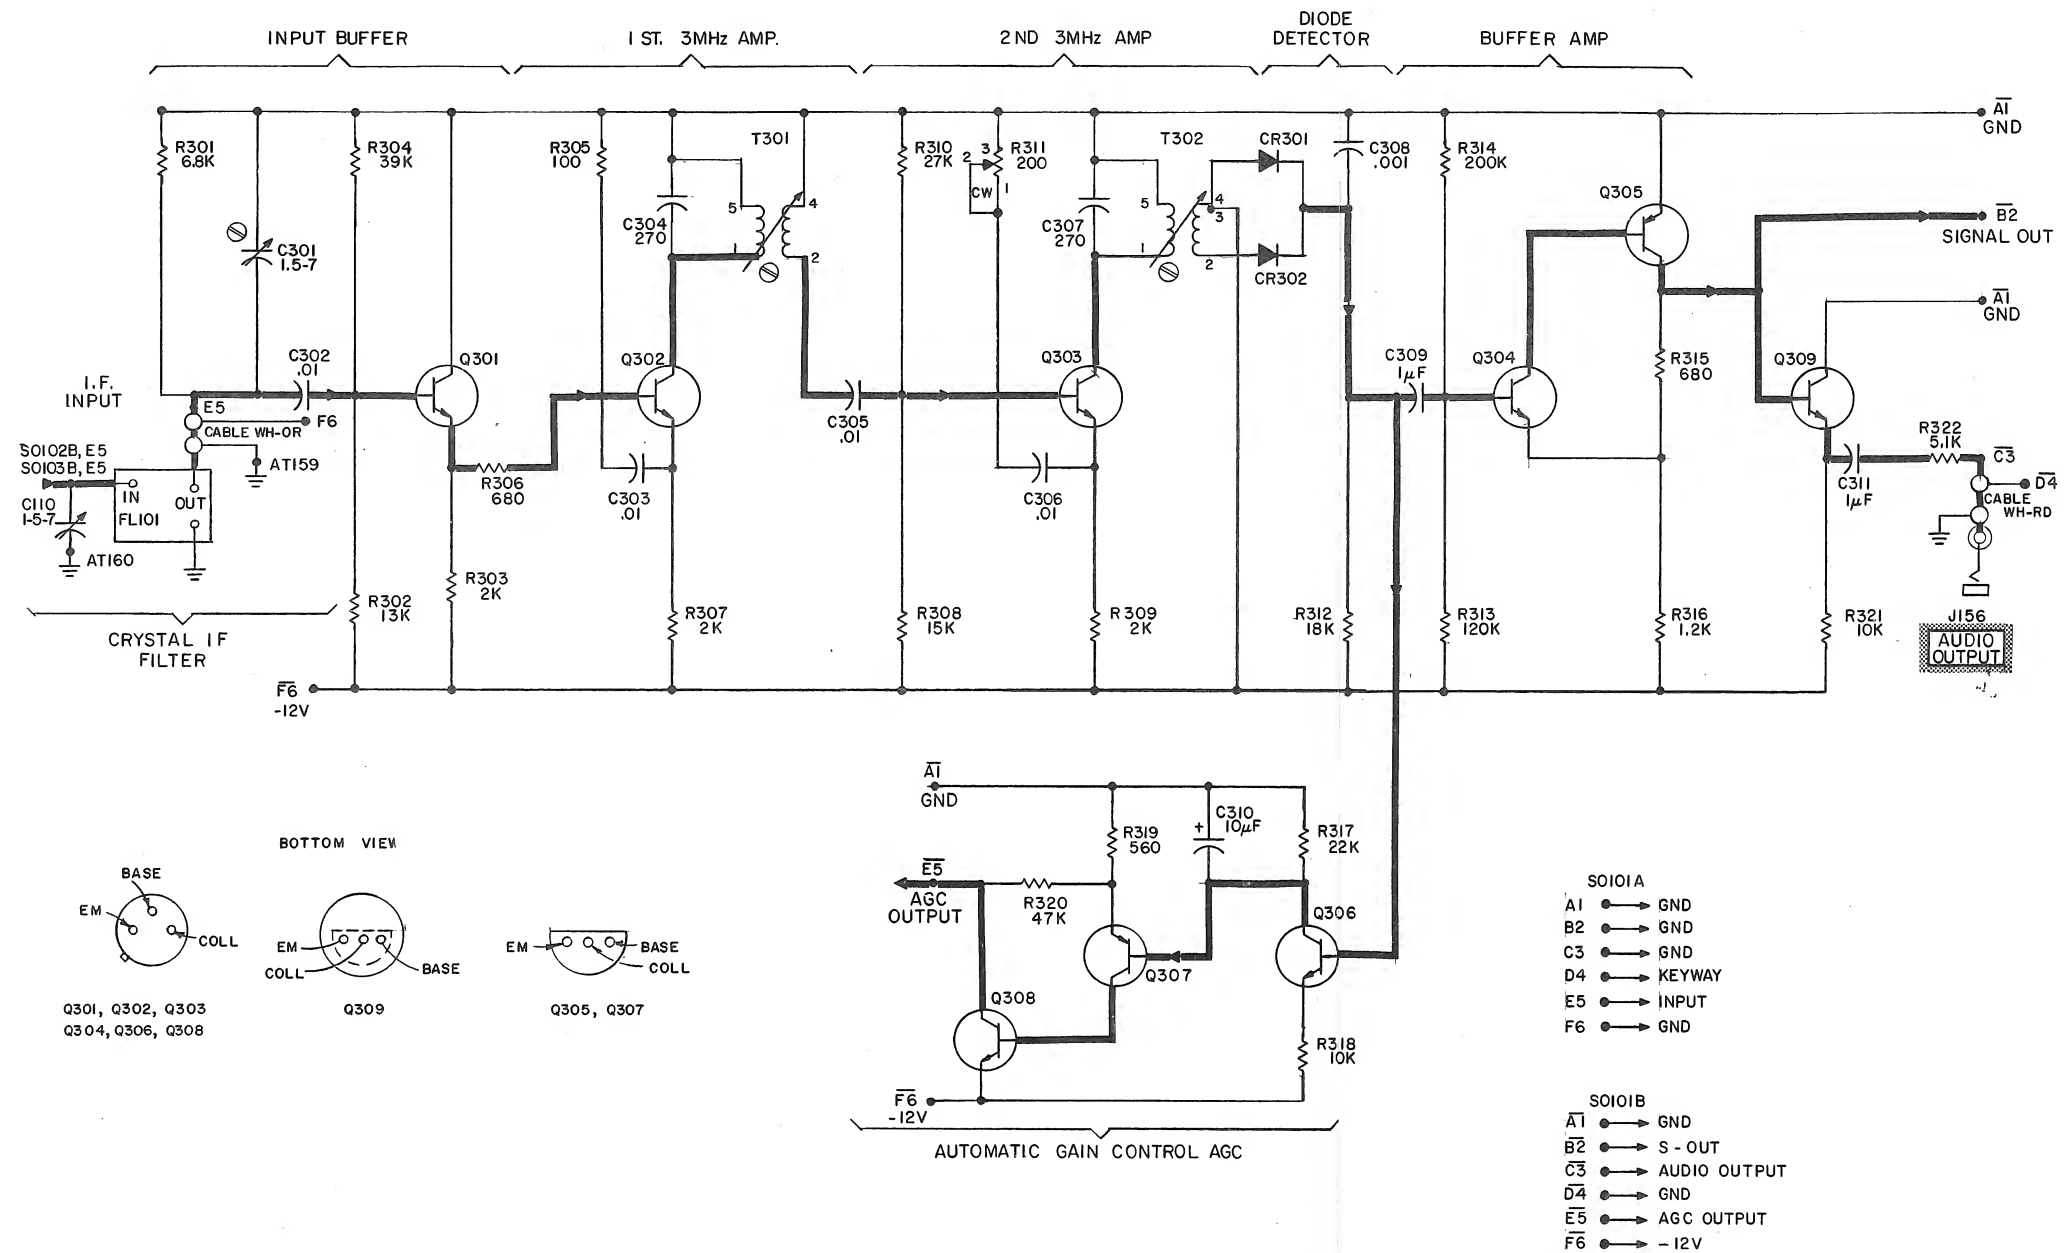 INPUT BUFFER
1 ST. 3MHz AMP.
2 ND 3MHz AMP
DIODE
DETECTOR
BUFFER AMP
A1
GND
R301
6.8K
R304
39K
R305
100
T301
5
4
1
2
C304
270
R310
27K
2
3
R311
200
CW
1
T302
5
4
3
1
2
C307
270
CR301
CR302
C308
.001
R314
200K
Q305
B2
SIGNAL OUT
C301
1.5-7
A1
GND
C302
.01
Q301
Q302
Q303
C309
1µF
Q304
R315
680
Q309
I.F.
INPUT
E5
F6
CABLE WH-OR
SO102B, E5
SO103B, E5
AT159
IN
OUT
FL101
C110
1-5-7
AT160
R306
680
C303
.01
C305
.01
C306
.01
C311
1µF
R322
5.1K
C3
D4
CABLE
WH-RD
J156
AUDIO
OUTPUT
CRYSTAL IF
FILTER
R302
13K
R303
2K
R307
2K
R308
15K
R309
2K
R312
18K
R313
120K
R316
1.2K
R321
10K
F6
-12V
A1
GND
R319
560
+
C310
10µF
R317
22K
E5
AGC
OUTPUT
R320
47K
Q306
Q307
Q308
R318
10K
F6
-12V
AUTOMATIC GAIN CONTROL AGC
BOTTOM VIEW
BASE
EM
COLL
Q301, Q302, Q303
Q304, Q306, Q308
EM
COLL
BASE
Q309
EM
BASE
COLL
Q305, Q307
SO101A
A1 GND
B2 GND
C3 GND
D4 KEYWAY
E5 INPUT
F6 GND
SO101B
A1 GND
B2 S-OUT
C3 AUDIO OUTPUT
D4 GND
E5 AGC OUTPUT
F6 -12V